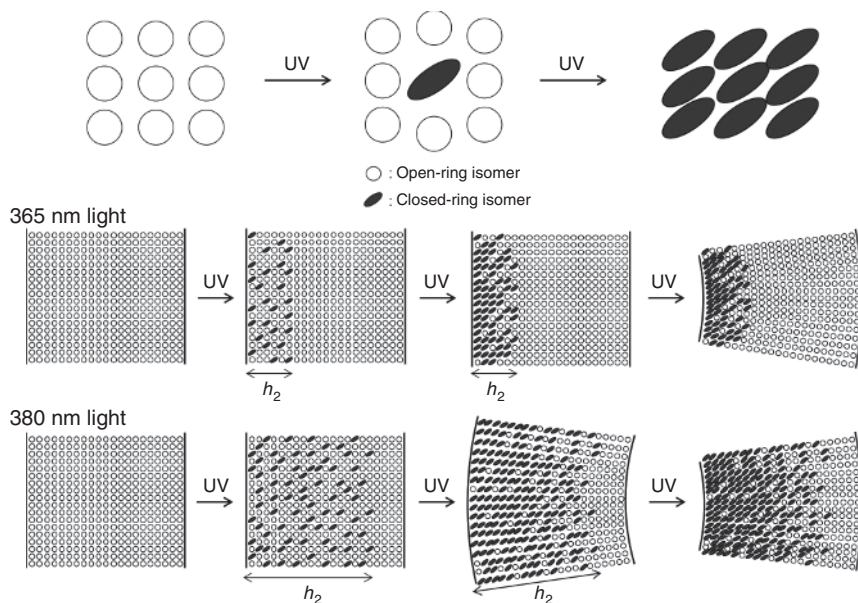 UV
UV
: Open-ring isomer
: Closed-ring isomer
365 nm light
UV
UV
UV
h2
h2
380 nm light
UV
UV
UV
h2
h2